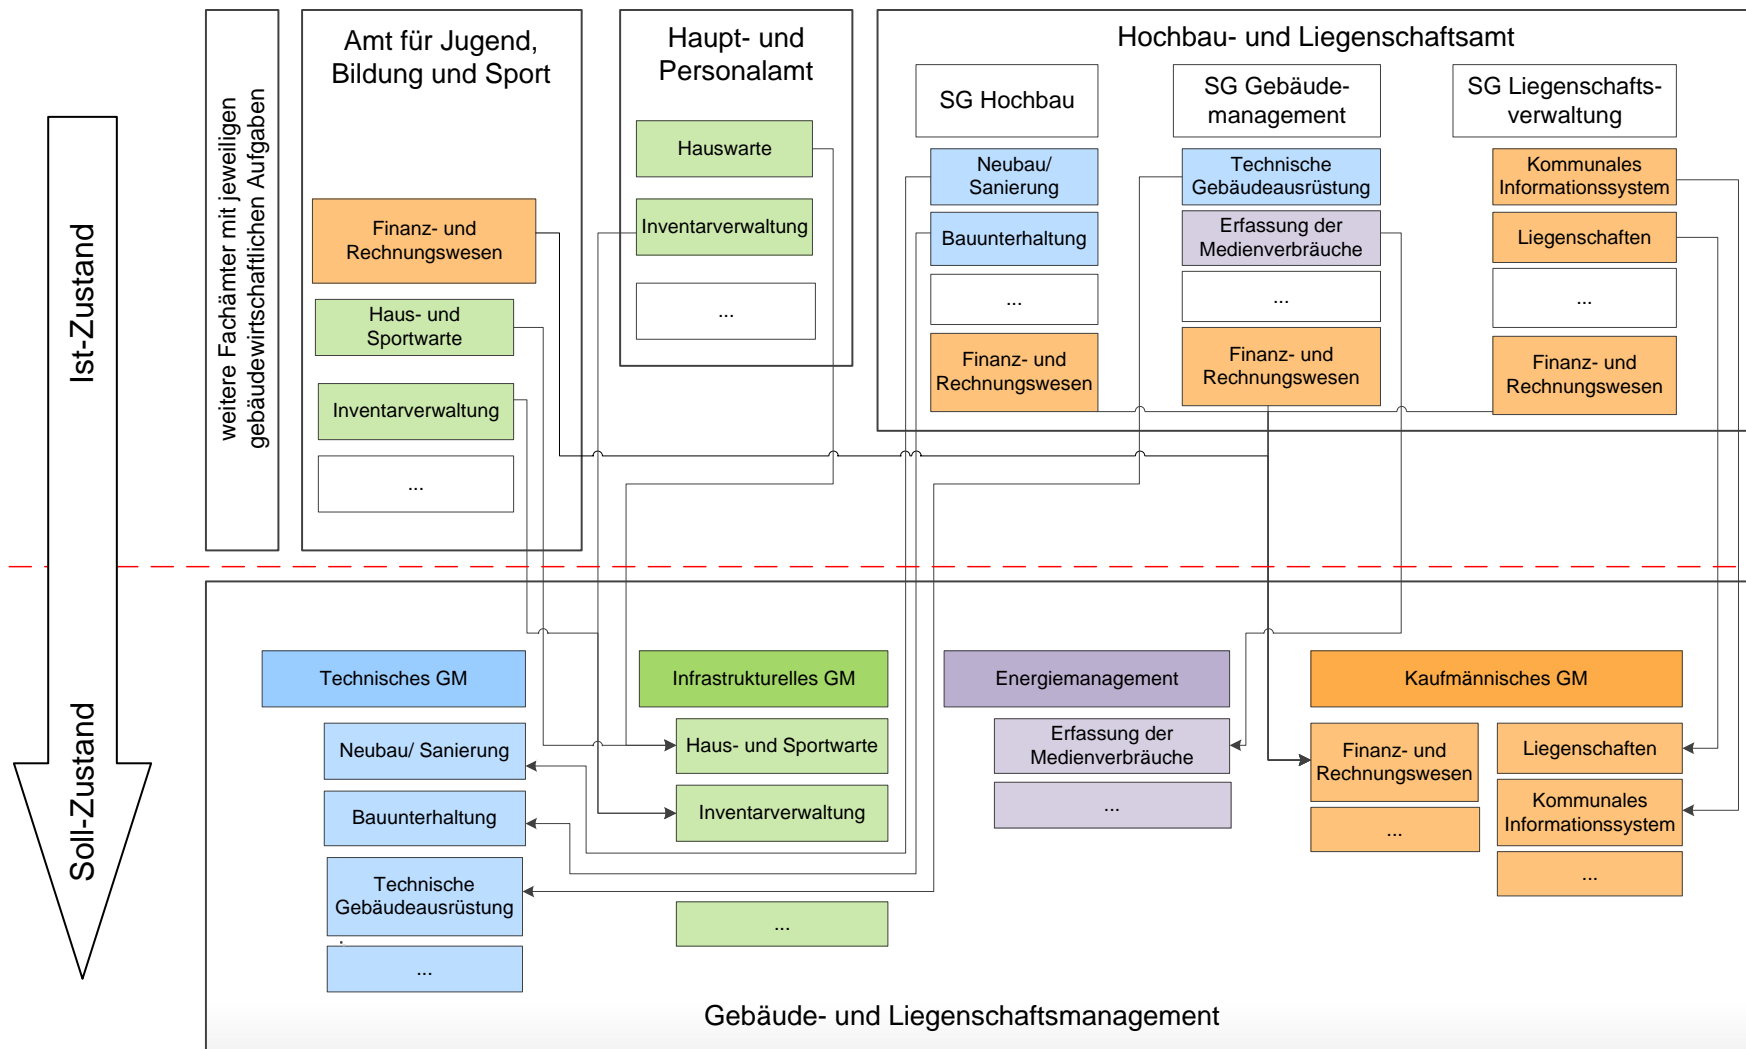 Ist-Zustand
Soll-Zustand
weitere Fachämter mit jeweiligen
gebäudewirtschaftlichen Aufgaben
Amt für Jugend,
Bildung und Sport
Finanz- und
Rechnungswesen
Haus- und
Sportwarte
Inventarverwaltung
...
Haupt- und
Personalamt
Hauswarte
Inventarverwaltung
...
Hochbau- und Liegenschaftsamt
SG Hochbau
Neubau/
Sanierung
Bauunterhaltung
...
Finanz- und
Rechnungswesen
SG Gebäude-
management
Technische
Gebäudeausrüstung
Erfassung der
Medienverbräuche
...
Finanz- und
Rechnungswesen
SG Liegenschafts-
verwaltung
Kommunales
Informationssystem
Liegenschaften
...
Finanz- und
Rechnungswesen
Technisches GM
Neubau/ Sanierung
Bauunterhaltung
Technische
Gebäudeausrüstung
.
...
Infrastrukturelles GM
Haus- und Sportwarte
Inventarverwaltung
...
Energiemanagement
Erfassung der
Medienverbräuche
...
Kaufmännisches GM
Finanz- und
Rechnungswesen
...
Liegenschaften
Kommunales
Informationssystem
...
Gebäude- und Liegenschaftsmanagement